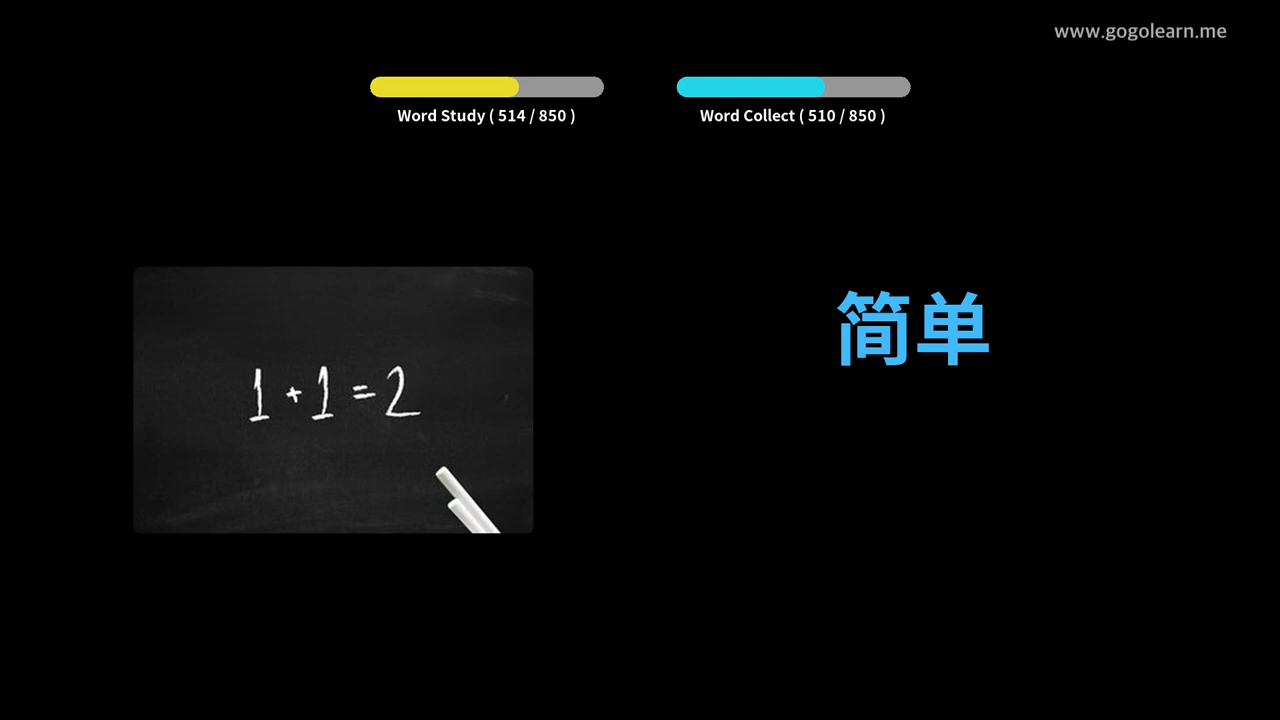 www.gogolearn.me
Word Study ( 514 / 850 )
Word Collect ( 510 / 850 )
简单
1 + 1 = 2